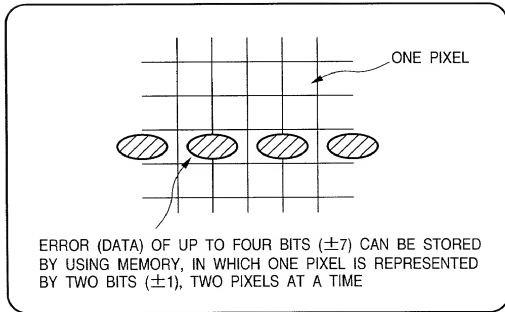 ONE PIXEL
ERROR (DATA) OF UP TO FOUR BITS (±7) CAN BE STORED
BY USING MEMORY, IN WHICH ONE PIXEL IS REPRESENTED
BY TWO BITS (±1), TWO PIXELS AT A TIME